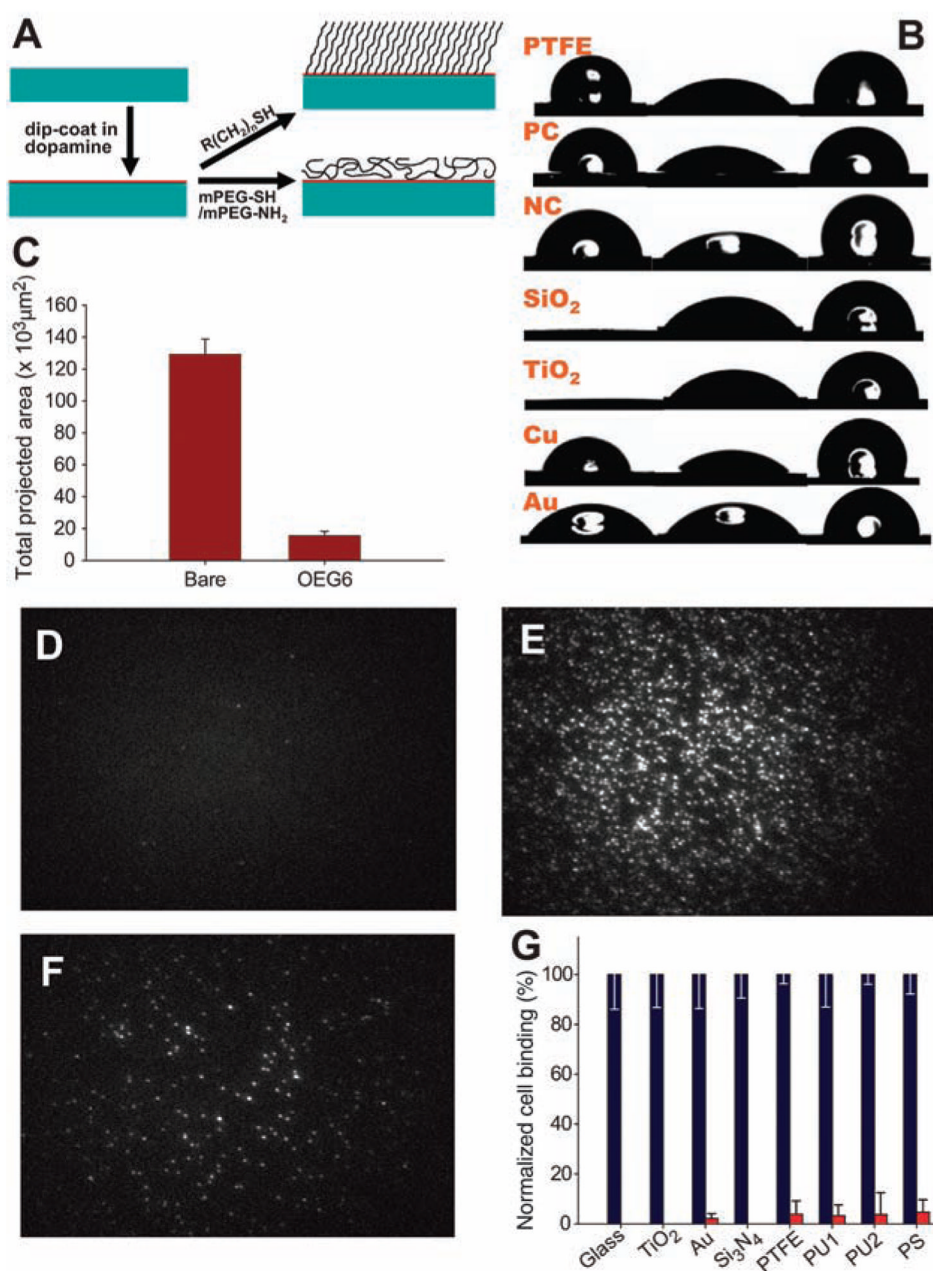 A
dip-coat in
dopamine
R(CH₂)ₙSH
mPEG-SH
/mPEG-NH₂
B
PTFE
PC
NC
SiO₂
TiO₂
Cu
Au
C
Total projected area (x 10³µm²)
160
140
120
100
80
60
40
20
0
Bare
OEG6
D
E
F
G
Normalized cell binding (%)
100
80
60
40
20
0
Glass
TiO₂
Au
Si₃N₄
PTFE
PU1
PU2
PS